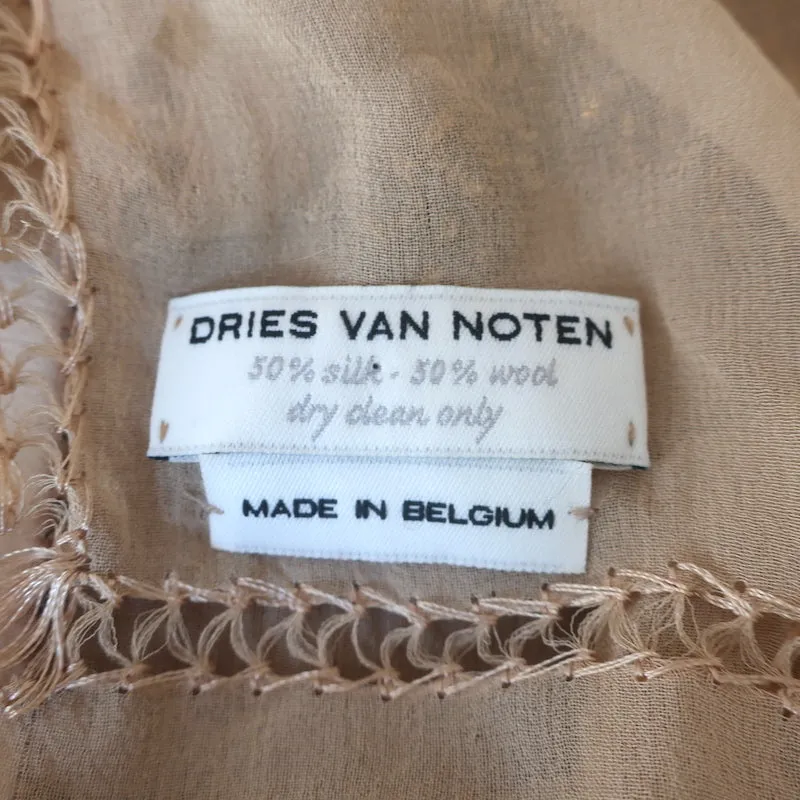 DRIES VAN NOTEN
50% silk - 50% wool
dry clean only
MADE IN BELGIUM